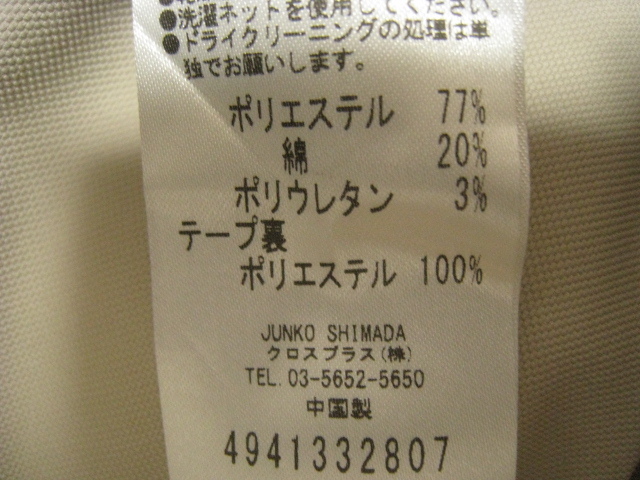 ●洗濯ネットを使用してください。
●ドライクリーニングの処理は単
独でお願いします。
ポリエステル 77%
綿 20%
ポリウレタン 3%
テープ裏
ポリエステル 100%
JUNKO SHIMADA
クロスプラス(株)
TEL.03-5652-5650
中国製
4941332807